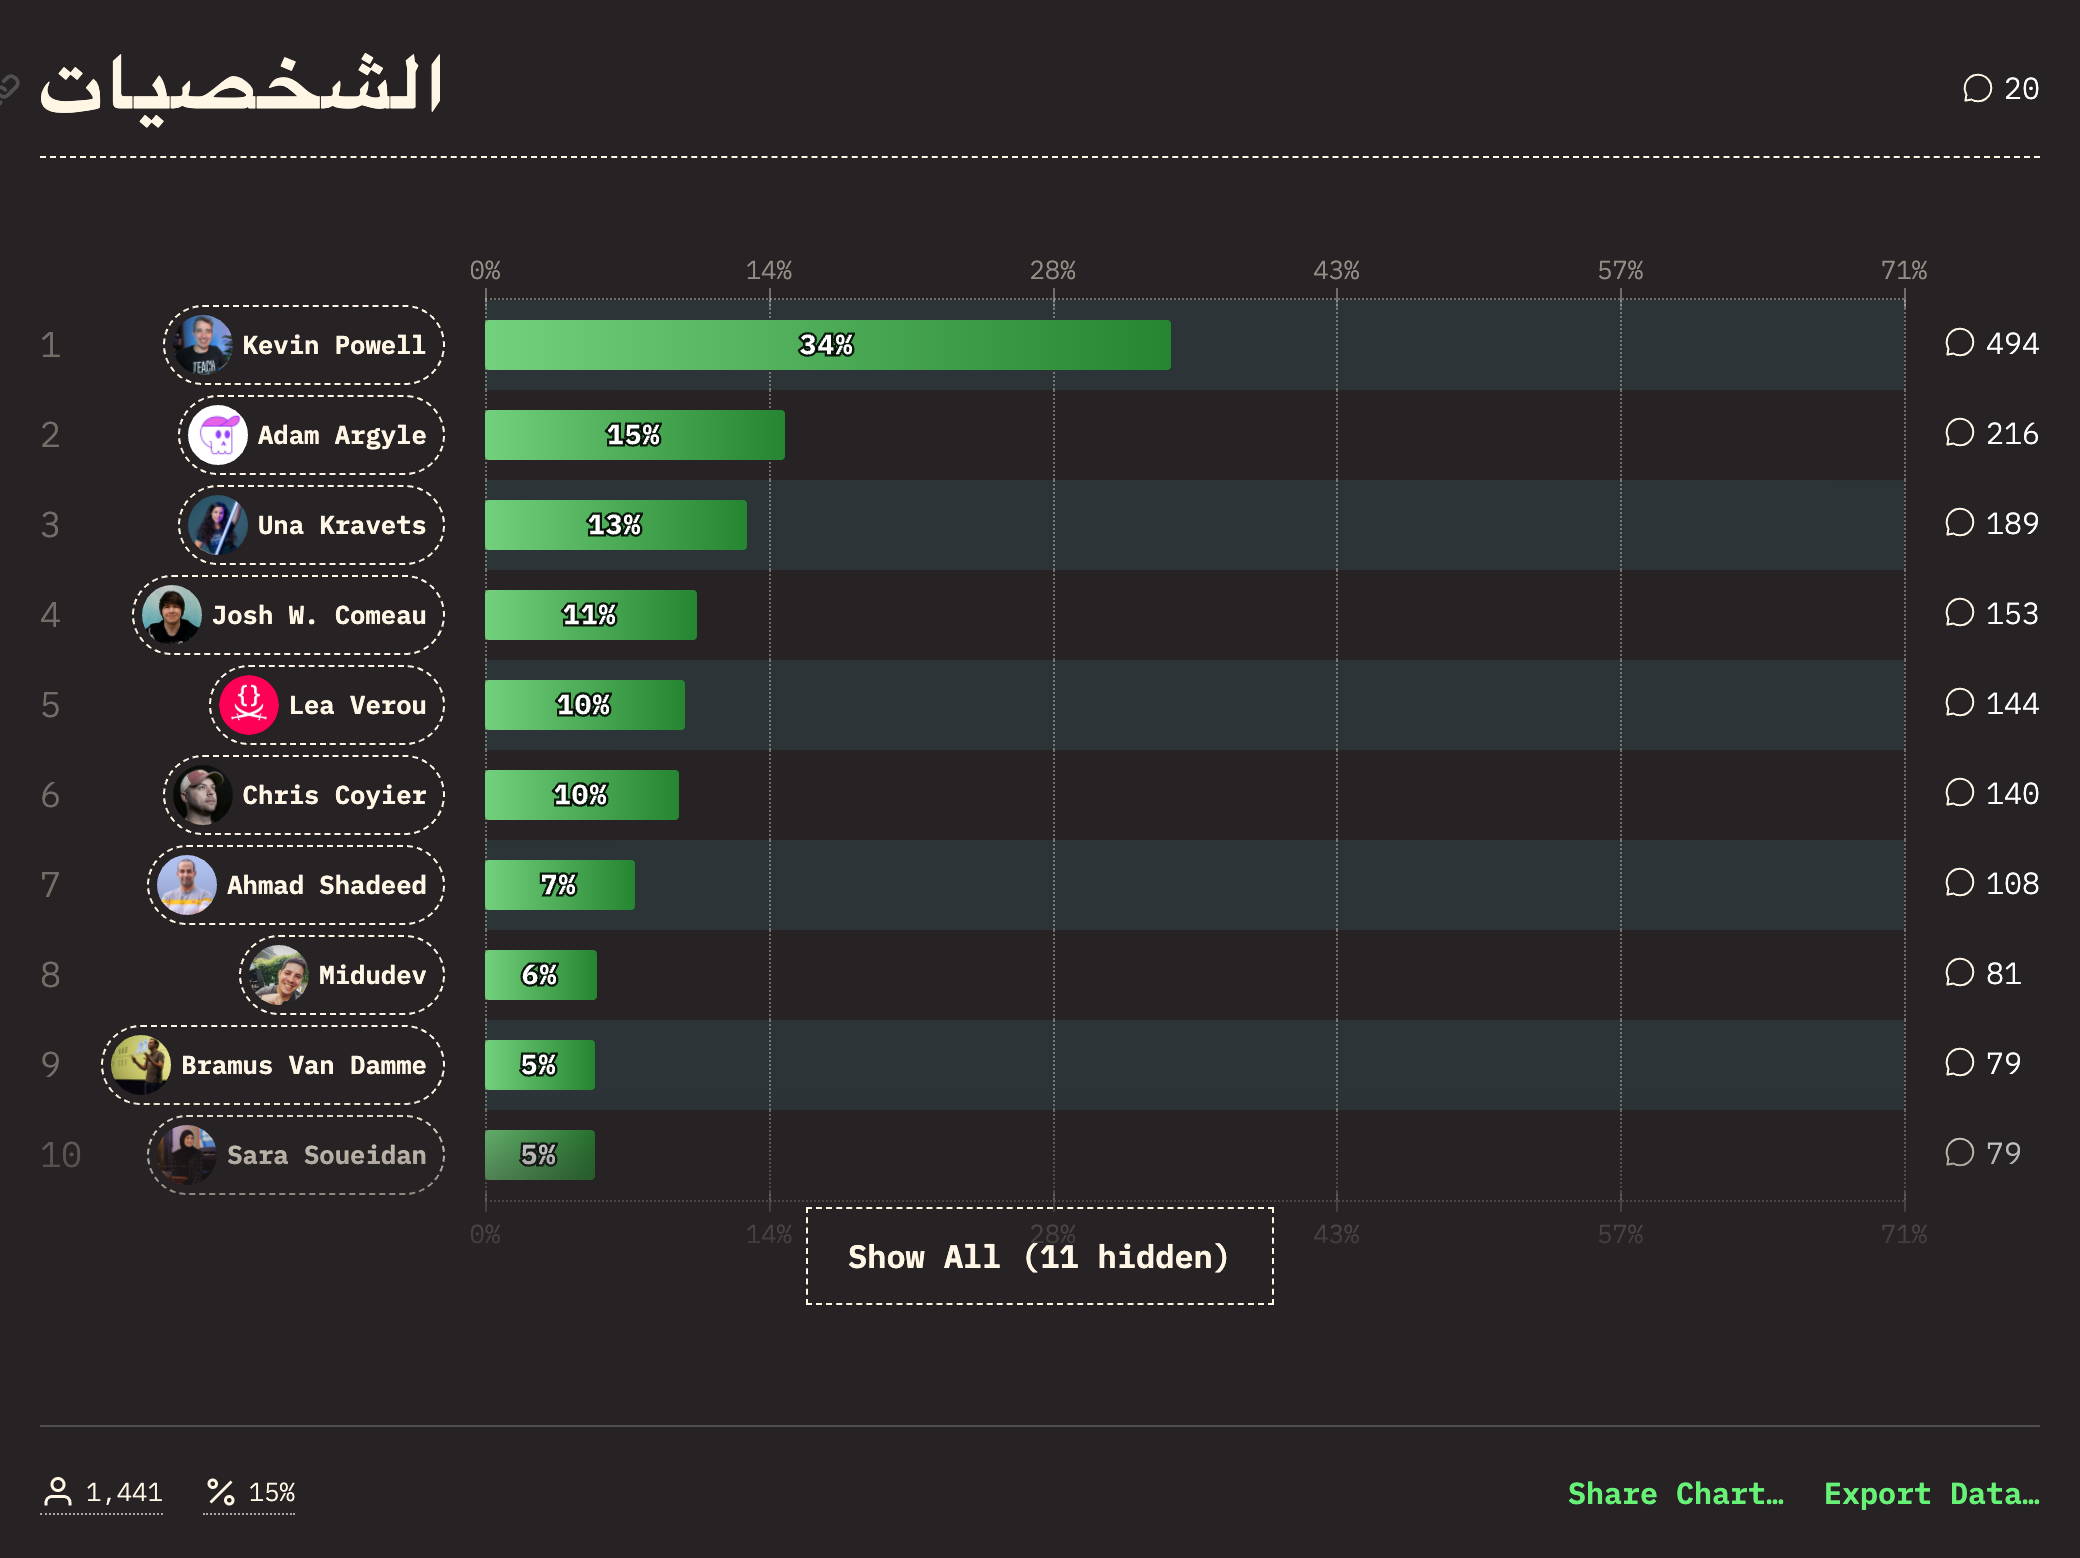 الشخصيات
20
0% 14% 28% 43% 57% 71%
1 Kevin Powell 34% 494
2 Adam Argyle 15% 216
3 Una Kravets 13% 189
4 Josh W. Comeau 11% 153
5 Lea Verou 10% 144
6 Chris Coyier 10% 140
7 Ahmad Shadeed 7% 108
8 Midudev 6% 81
9 Bramus Van Damme 5% 79
10 Sara Soueidan 5% 79
0% 14% 28% 43% 57% 71%
Show All (11 hidden)
1,441 15% Share Chart… Export Data…